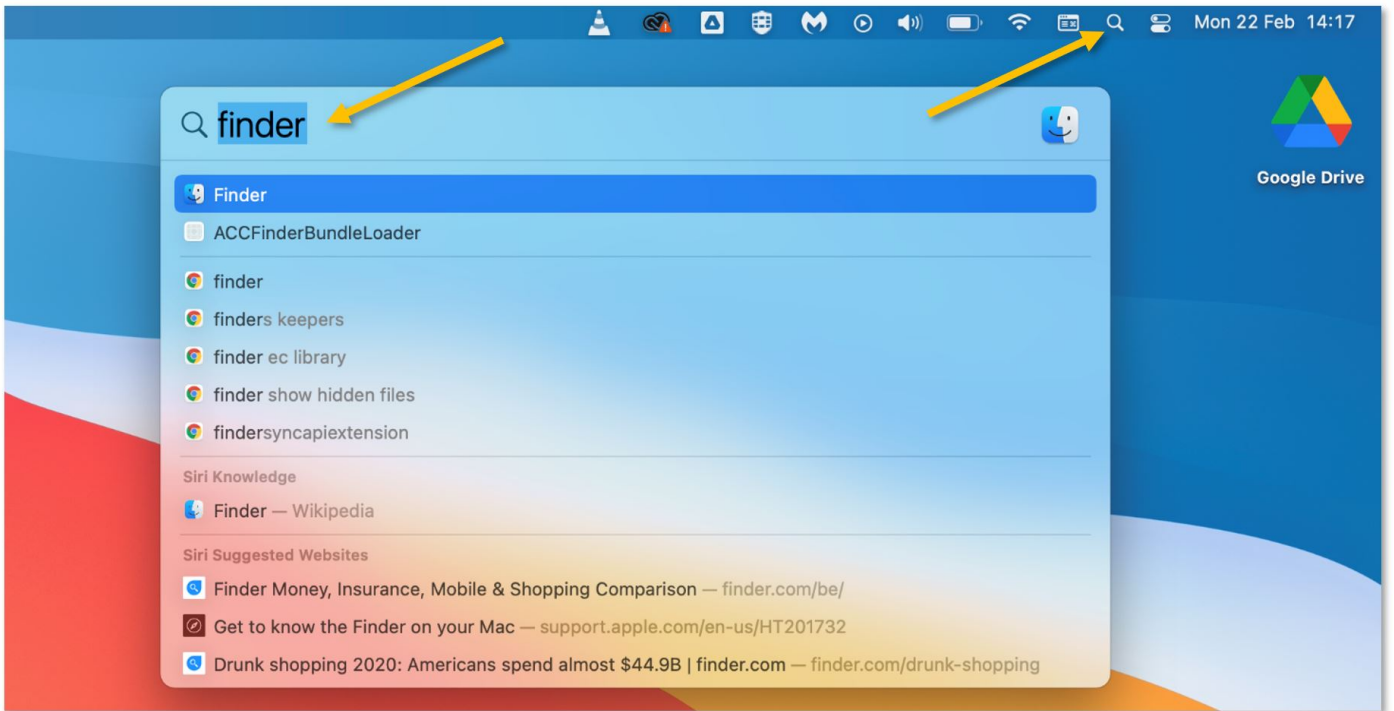 Mon 22 Feb 14:17
finder
Google Drive
Finder
ACCFinderBundleLoader
finder
finders keepers
finder ec library
finder show hidden files
findersyncapiextension
Siri Knowledge
Finder — Wikipedia
Siri Suggested Websites
Finder Money, Insurance, Mobile & Shopping Comparison — finder.com/be/
Get to know the Finder on your Mac — support.apple.com/en-us/HT201732
Drunk shopping 2020: Americans spend almost $44.9B | finder.com — finder.com/drunk-shopping